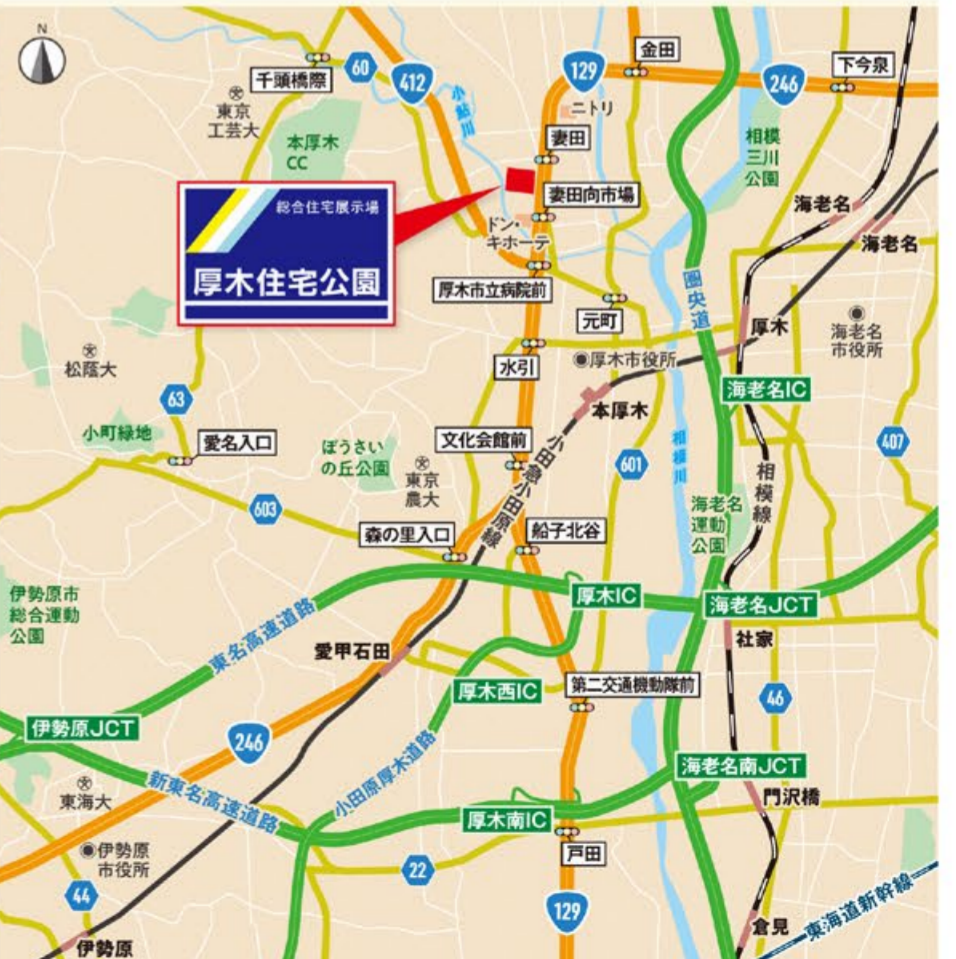 N
千頭橋際
60
412
小鮎川
129
金田
246
下今泉
東京
工芸大
本厚木
CC
ニトリ
妻田
相模
三川
公園
総合住宅展示場
厚木住宅公園
妻田向市場
ドン・
キホーテ
海老名
海老名
厚木市立病院前
圏央道
元町
厚木
海老名
市役所
松蔭大
水引
厚木市役所
海老名IC
63
本厚木
小町緑地
愛名入口
ぼうさい
の丘公園
文化会館前
東京
農大
小田急小田原線
601
相模川
407
相模線
603
海老名
運動
公園
森の里入口
船子北谷
伊勢原市
総合運動
公園
東名高速道路
厚木IC
海老名JCT
愛甲石田
社家
厚木西IC
第二交通機動隊前
46
伊勢原JCT
246
小田原厚木道路
海老名南JCT
東海大
新東名高速道路
門沢橋
厚木南IC
伊勢原
市役所
戸田
22
44
129
東海道新幹線
倉見
伊勢原